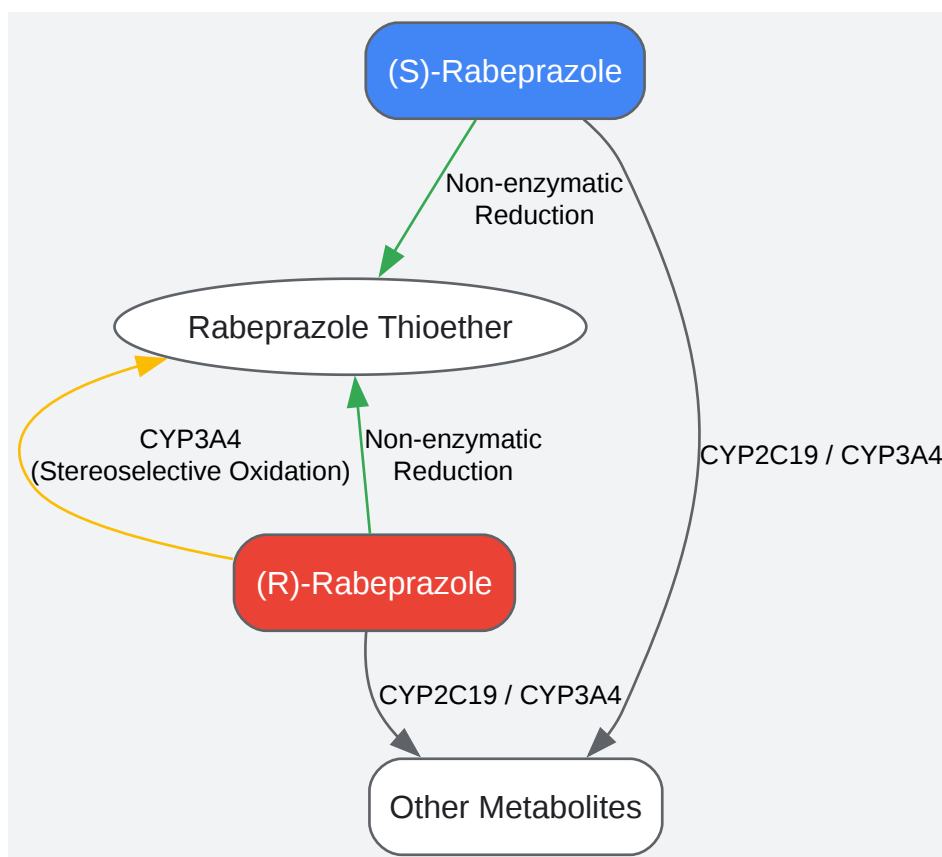 (S)-Rabeprazole
Non-enzymatic
Reduction
Rabeprazole Thioether
CYP3A4
(Stereoselective Oxidation)
Non-enzymatic
Reduction
CYP2C19 / CYP3A4
(R)-Rabeprazole
CYP2C19 / CYP3A4
Other Metabolites